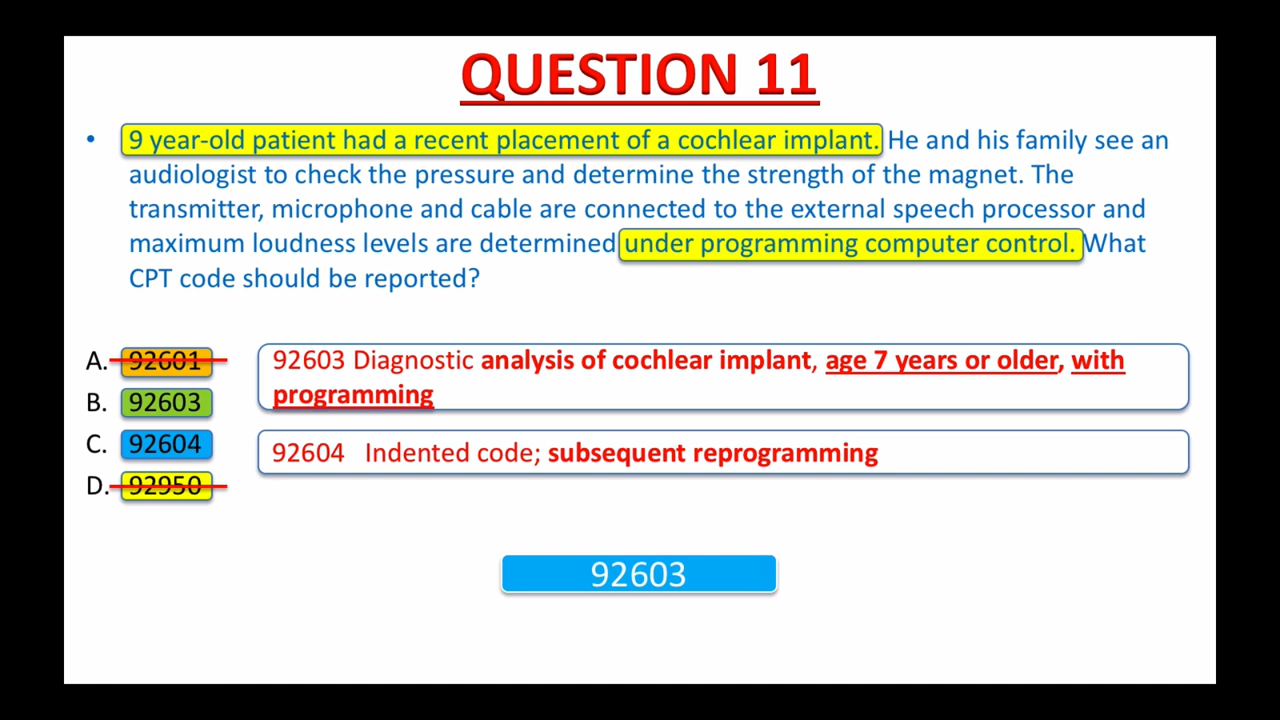 QUESTION 11
• 9 year-old patient had a recent placement of a cochlear implant. He and his family see an
audiologist to check the pressure and determine the strength of the magnet. The
transmitter, microphone and cable are connected to the external speech processor and
maximum loudness levels are determined under programming computer control. What
CPT code should be reported?
A. 92601
B. 92603
C. 92604
D. 92950
92603 Diagnostic analysis of cochlear implant, age 7 years or older, with
programming
92604 Indented code; subsequent reprogramming
92603